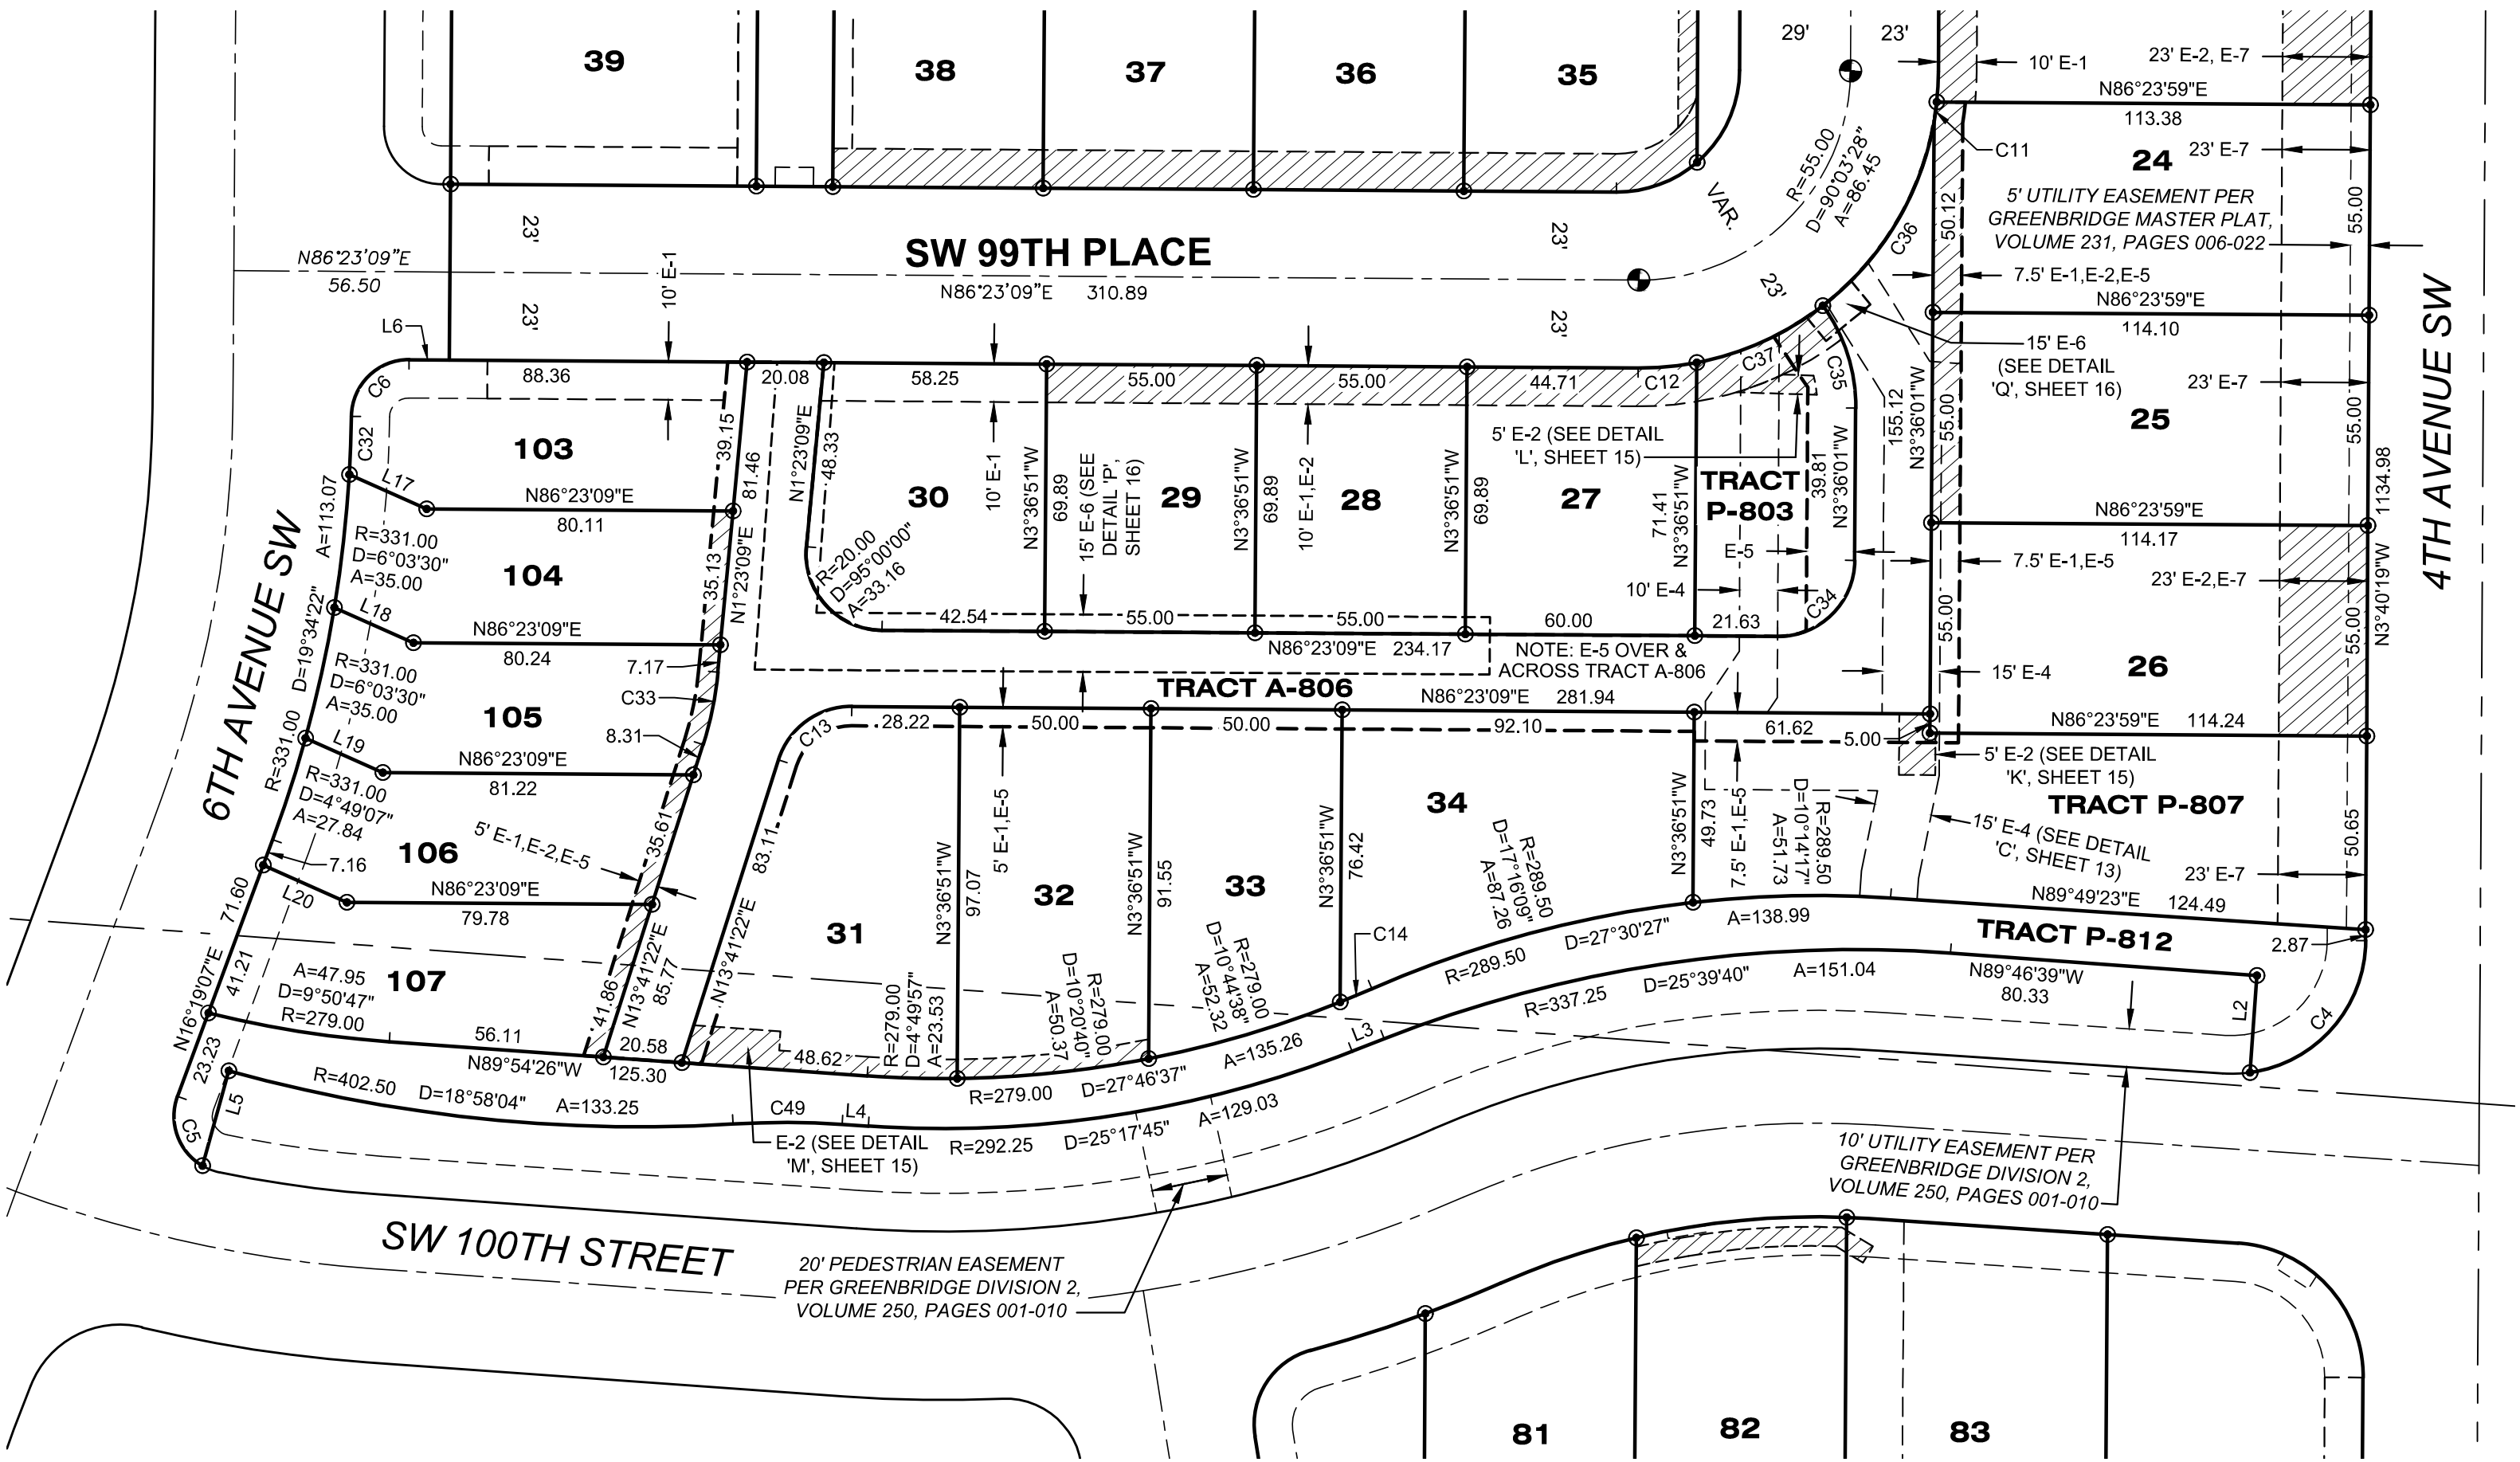 39
38
37
36
35
29'
23'
10' E-1
23' E-2, E-7
N86°23'59"E
113.38
C11
24
23' E-7
5' UTILITY EASEMENT PER
GREENBRIDGE MASTER PLAT,
VOLUME 231, PAGES 006-022
55.00
50.12
R=55.00
D=90°03'28"
A=86.45
VAR.
C36
23'
23'
SW 99TH PLACE
N86°23'09"E
56.50
N86°23'09"E 310.89
10' E-1
23'
23'
23'
L6
7.5' E-1,E-2,E-5
N86°23'59"E
114.10
15' E-6
(SEE DETAIL
'Q', SHEET 16)
23' E-7
25
4TH AVENUE SW
C6
88.36
20.08
58.25
55.00
55.00
44.71
C12
C37
C35
C32
103
39.15
81.46
N1°23'09"E
48.33
30
10' E-1
N3°36'51"W
69.89
15' E-6 (SEE
DETAIL 'P',
SHEET 16)
29
N3°36'51"W
69.89
10' E-1,E-2
28
N3°36'51"W
69.89
5' E-2 (SEE DETAIL
'L', SHEET 15)
27
71.41
N3°36'51"W
TRACT
P-803
39.81
N3°36'01"W
155.12
N3°36'01"W
55.00
55.00
1134.98
N3°40'19"W
L17
N86°23'09"E
80.11
A=113.07
D=19°34'22"
R=331.00
R=331.00
D=6°03'30"
A=35.00
104
35.13
N1°23'09"E
R=20.00
D=95°00'00"
A=33.16
E-5
10' E-4
C34
N86°23'59"E
114.17
7.5' E-1,E-5
23' E-2,E-7
6TH AVENUE SW
L18
N86°23'09"E
80.24
42.54
55.00
55.00
60.00
21.63
N86°23'09"E 234.17
NOTE: E-5 OVER &
ACROSS TRACT A-806
55.00
55.00
15' E-4
26
R=331.00
D=6°03'30"
A=35.00
105
7.17
C33
8.31
TRACT A-806
N86°23'09"E 281.94
C13
28.22
50.00
50.00
92.10
61.62
5.00
N86°23'59"E 114.24
5' E-2 (SEE DETAIL
'K', SHEET 15)
TRACT P-807
L19
N86°23'09"E
81.22
R=331.00
D=4°49'07"
A=27.84
106
7.16
5' E-1,E-2,E-5
35.61
83.11
N13°41'22"E
5' E-1,E-5
34
N3°36'51"W
49.73
7.5' E-1,E-5
R=289.50
D=10°14'17"
A=51.73
15' E-4 (SEE DETAIL
'C', SHEET 13)
23' E-7
50.65
L20
N86°23'09"E
79.78
31
N3°36'51"W
97.07
32
N3°36'51"W
91.55
33
N3°36'51"W
76.42
R=289.50
D=17°16'09"
A=87.26
C14
N89°49'23"E 124.49
TRACT P-812
2.87
71.60
N16°19'07"E
41.21
23.23
A=47.95
D=9°50'47"
R=279.00
107
41.86
N13°41'22"E
85.77
R=279.00
D=4°49'57"
A=23.53
R=279.00
D=10°20'40"
A=50.37
R=279.00
D=10°44'38"
A=52.32
R=289.50 D=27°30'27" A=138.99
R=337.25 D=25°39'40" A=151.04
N89°46'39"W
80.33
L2
C4
56.11
20.58
N89°54'26"W 125.30
48.62
R=279.00 D=27°46'37" A=135.26
L3
L5
C5
R=402.50 D=18°58'04" A=133.25
C49
L4
E-2 (SEE DETAIL
'M', SHEET 15)
R=292.25 D=25°17'45" A=129.03
SW 100TH STREET
20' PEDESTRIAN EASEMENT
PER GREENBRIDGE DIVISION 2,
VOLUME 250, PAGES 001-010
10' UTILITY EASEMENT PER
GREENBRIDGE DIVISION 2,
VOLUME 250, PAGES 001-010
81
82
83